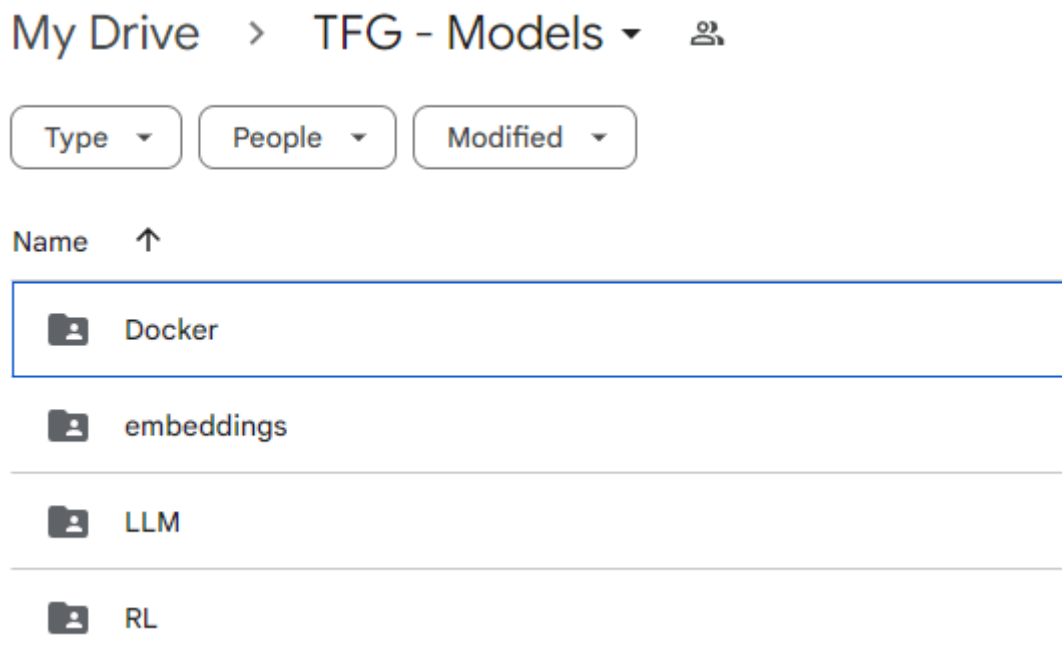 My Drive > TFG - Models
Type People Modified
Name
Docker
embeddings
LLM
RL